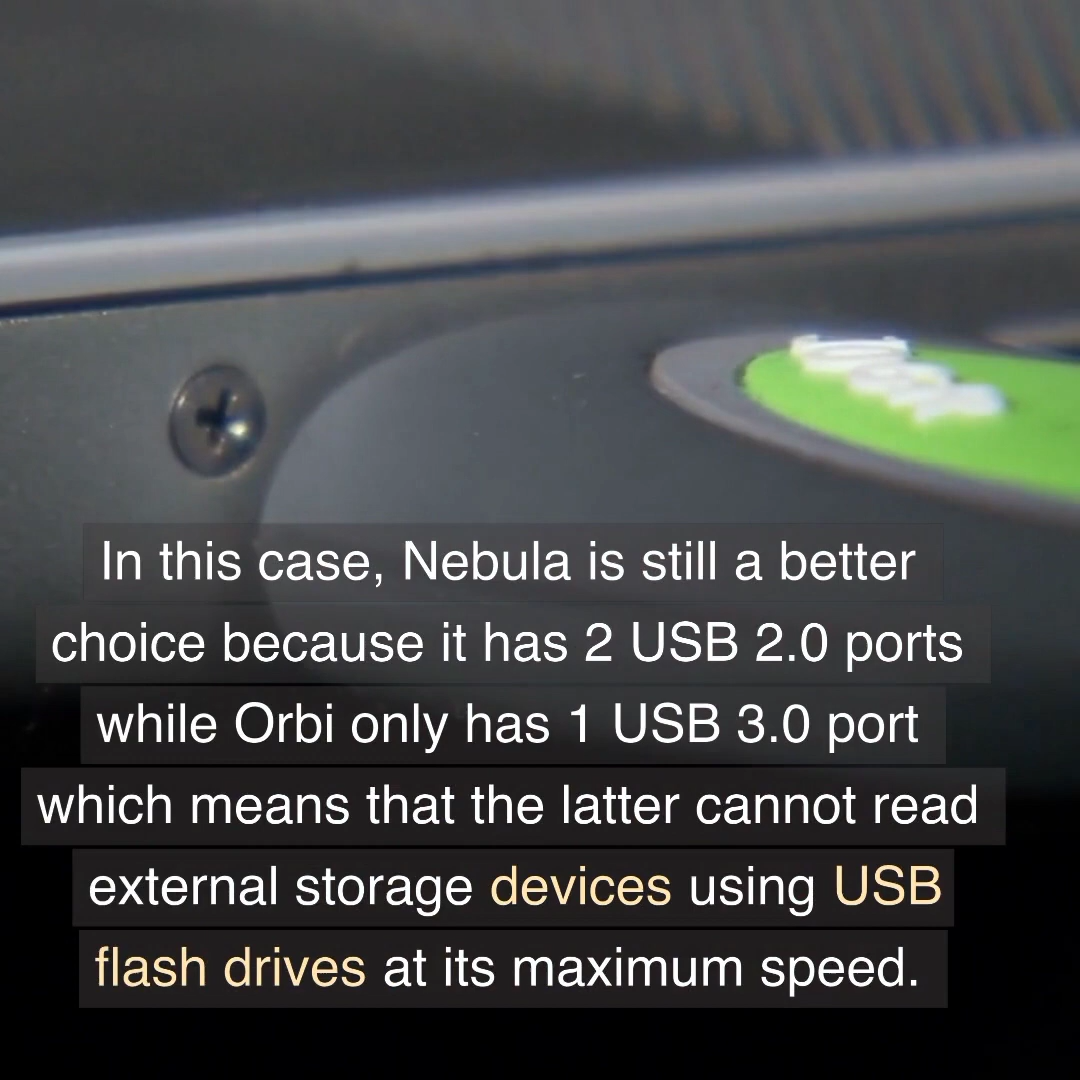 In this case, Nebula is still a better
choice because it has 2 USB 2.0 ports
while Orbi only has 1 USB 3.0 port
which means that the latter cannot read
external storage devices using USB
flash drives at its maximum speed.